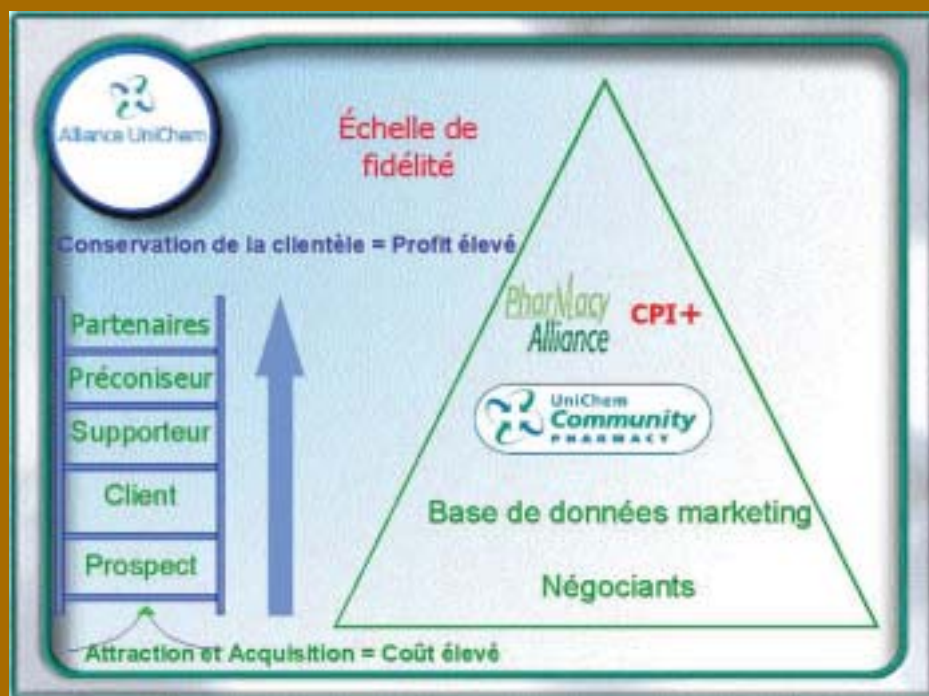 Alliance UniChem
Échelle de
fidélité
Conservation de la clientèle = Profit élevé
Partenaires
Préconiseur
Supporteur
Client
Prospect
Attraction et Acquisition = Coût élevé
PharMacy
Alliance
CPI+
UniChem
Community
PHARMACY
Base de données marketing
Négociants